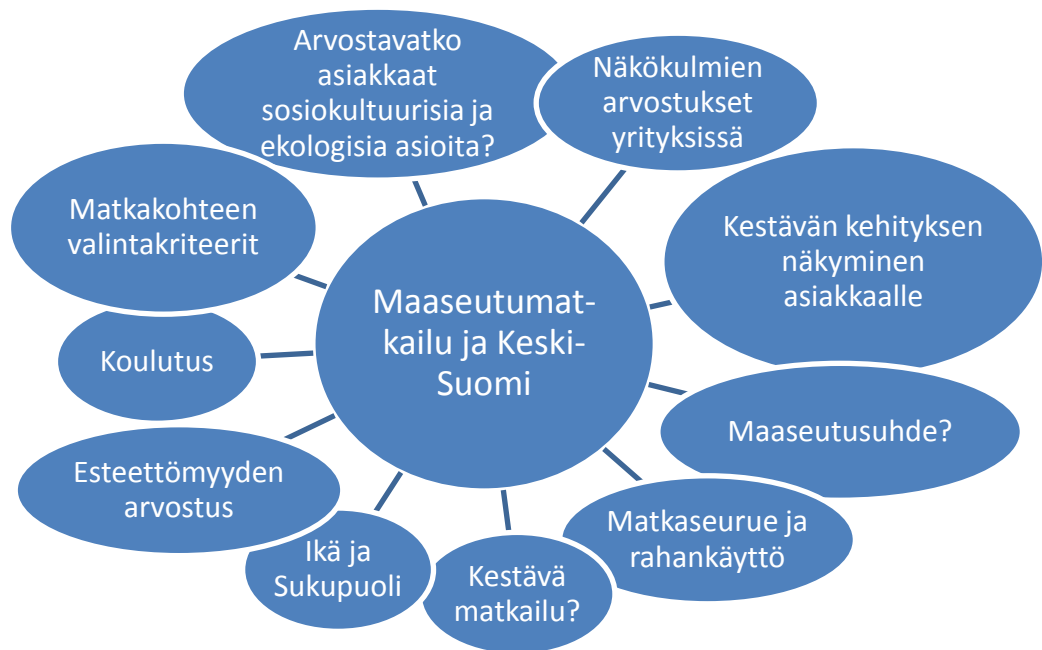 Arvostavatko
asiakkaat
sosiokultuurisia ja
ekologisia asioita?
Näkökulmien
arvostukset
yrityksissä
Matkakohteen
valintakriteerit
Kestävän kehityksen
näkyminen
asiakkaalle
Maaseutumat-
kailu ja Keski-
Suomi
Koulutus
Maaseutusuhde?
Esteettömyyden
arvostus
Matkaseurue ja
rahankäyttö
Ikä ja
Sukupuoli
Kestävä
matkailu?